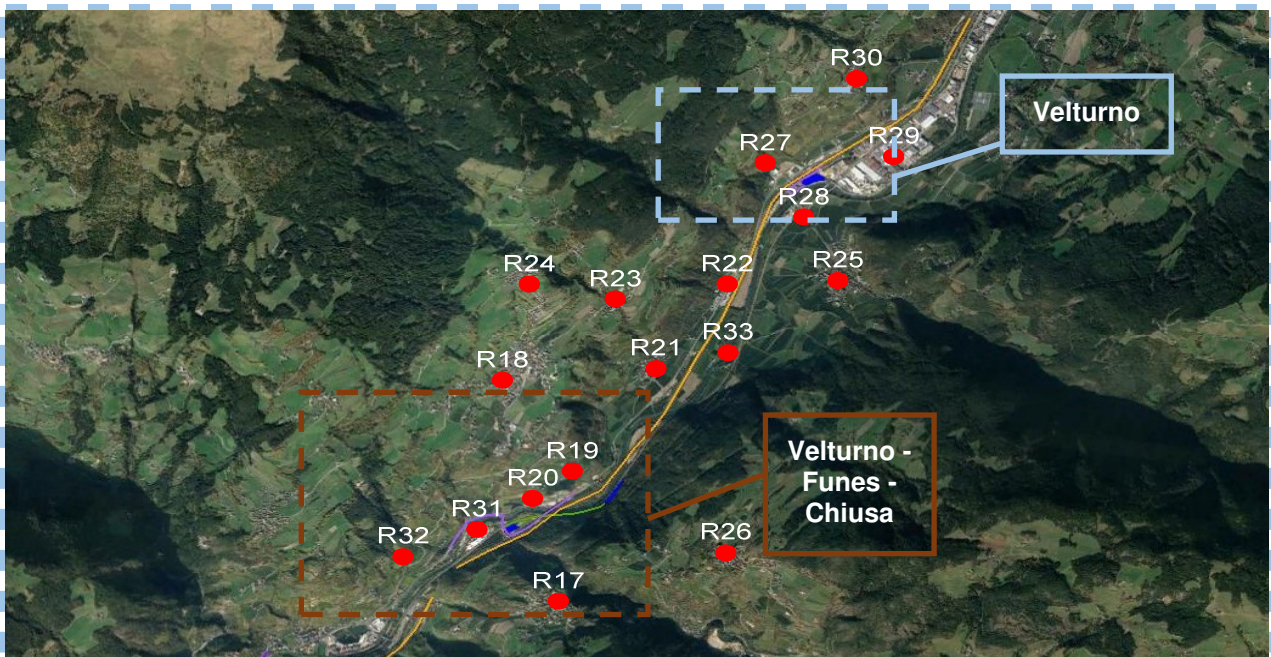 R30
Velturno
R27
R29
R28
R24
R23
R22
R25
R33
R21
R18
Velturno -
Funes -
Chiusa
R19
R20
R31
R32
R26
R17